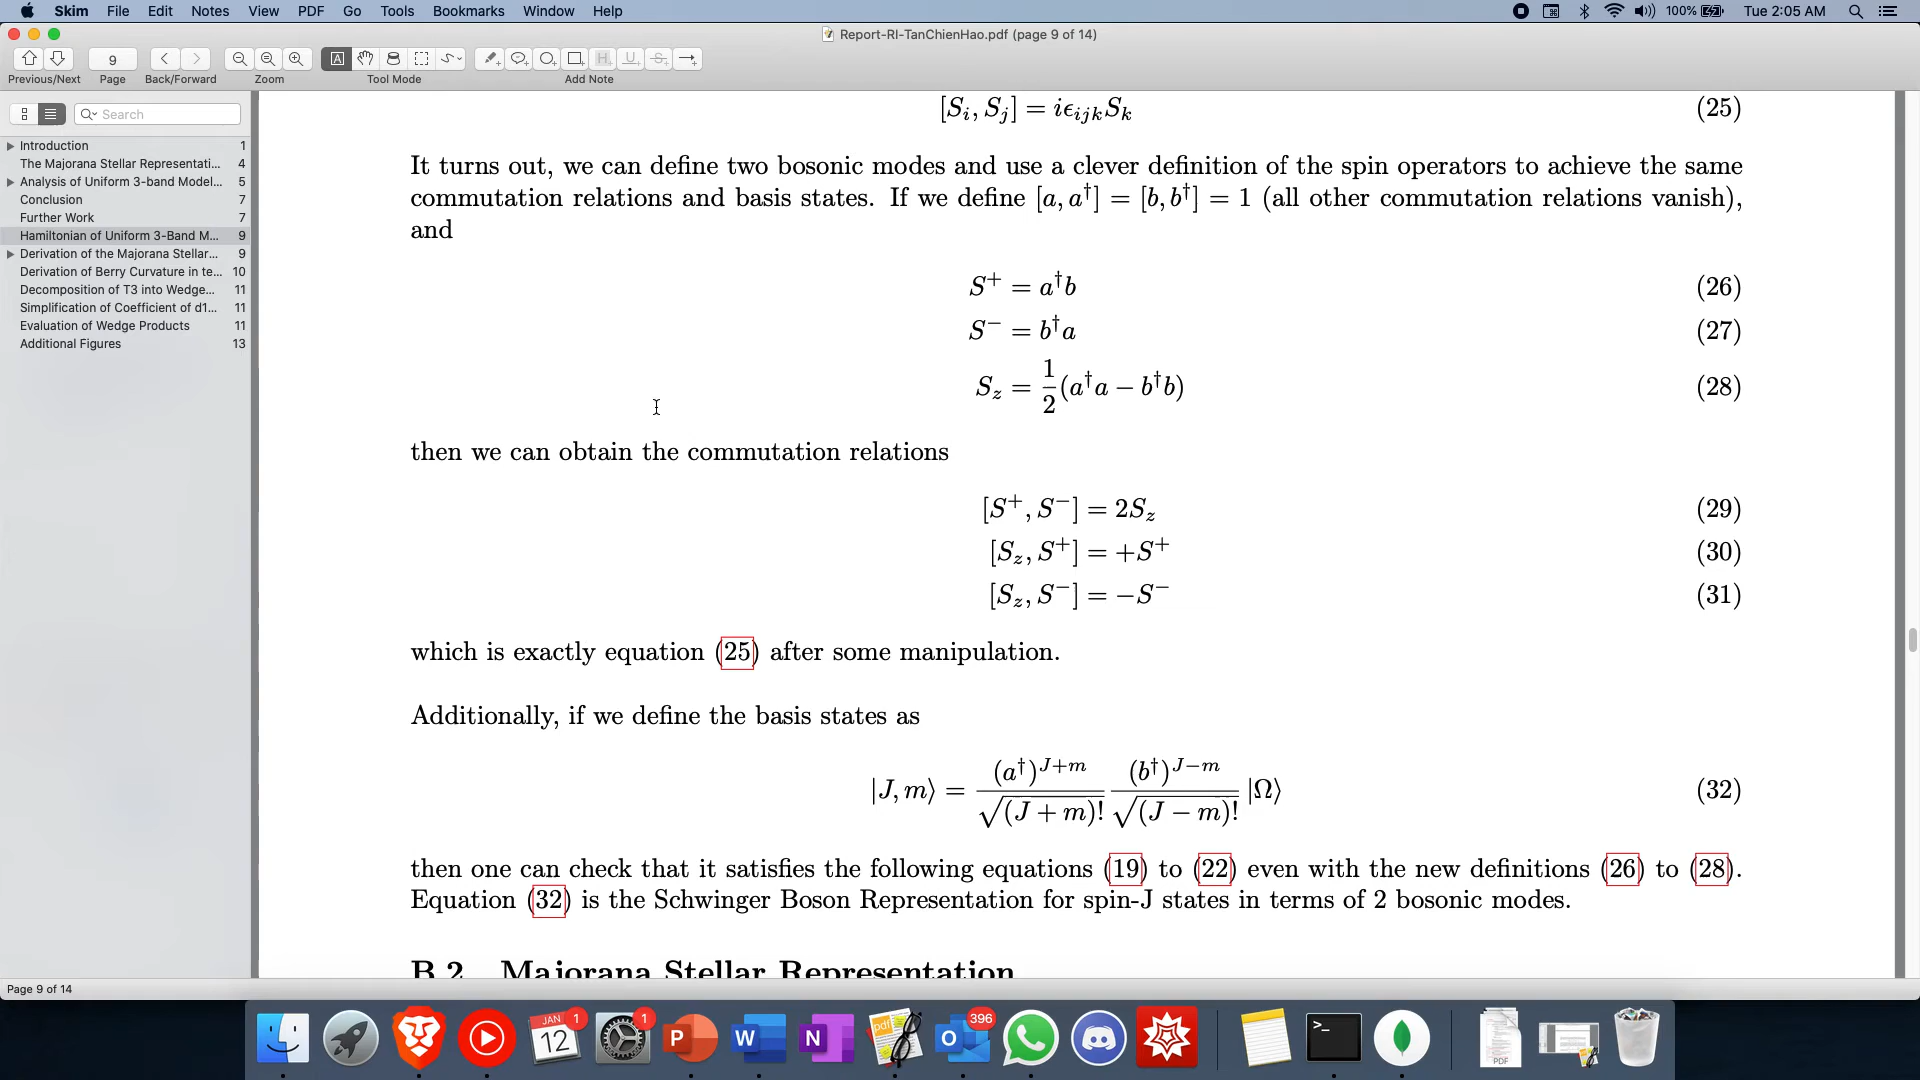 Skim File Edit Notes View PDF Go Tools Bookmarks Window Help 100% Tue 2:05 AM
Report-RI-TanChienHao.pdf (page 9 of 14)
9
Previous/Next Page Back/Forward Zoom Tool Mode Add Note
Search
Introduction 1
The Majorana Stellar Representati... 4
Analysis of Uniform 3-band Model... 5
Conclusion 7
Further Work 7
Hamiltonian of Uniform 3-Band M... 9
Derivation of the Majorana Stellar... 9
Derivation of Berry Curvature in te... 10
Decomposition of T3 into Wedge... 11
Simplification of Coefficient of d1... 11
Evaluation of Wedge Products 11
Additional Figures 13
[S_i, S_j] = iϵ_{ijk}S_k (25)
It turns out, we can define two bosonic modes and use a clever definition of the spin operators to achieve the same
commutation relations and basis states. If we define [a, a†] = [b, b†] = 1 (all other commutation relations vanish),
and
S⁺ = a†b (26)
S⁻ = b†a (27)
S_z = 1/2(a†a − b†b) (28)
then we can obtain the commutation relations
[S⁺, S⁻] = 2S_z (29)
[S_z, S⁺] = +S⁺ (30)
[S_z, S⁻] = −S⁻ (31)
which is exactly equation (25) after some manipulation.
Additionally, if we define the basis states as
|J, m⟩ = (a†)^{J+m}/√(J + m)! (b†)^{J−m}/√(J − m)! |Ω⟩ (32)
then one can check that it satisfies the following equations (19) to (22) even with the new definitions (26) to (28).
Equation (32) is the Schwinger Boson Representation for spin-J states in terms of 2 bosonic modes.
B.2 Majorana Stellar Representation
Page 9 of 14
JAN 12 1 1 P W N pdf O 396 >_ PDF